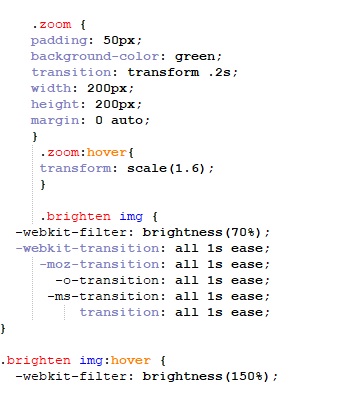 .zoom {
padding: 50px;
background-color: green;
transition: transform .2s;
width: 200px;
height: 200px;
margin: 0 auto;
}
.zoom:hover{
transform: scale(1.6);
}
.brighten img {
-webkit-filter: brightness(70%);
-webkit-transition: all 1s ease;
-moz-transition: all 1s ease;
-o-transition: all 1s ease;
-ms-transition: all 1s ease;
transition: all 1s ease;
}
.brighten img:hover {
-webkit-filter: brightness(150%);